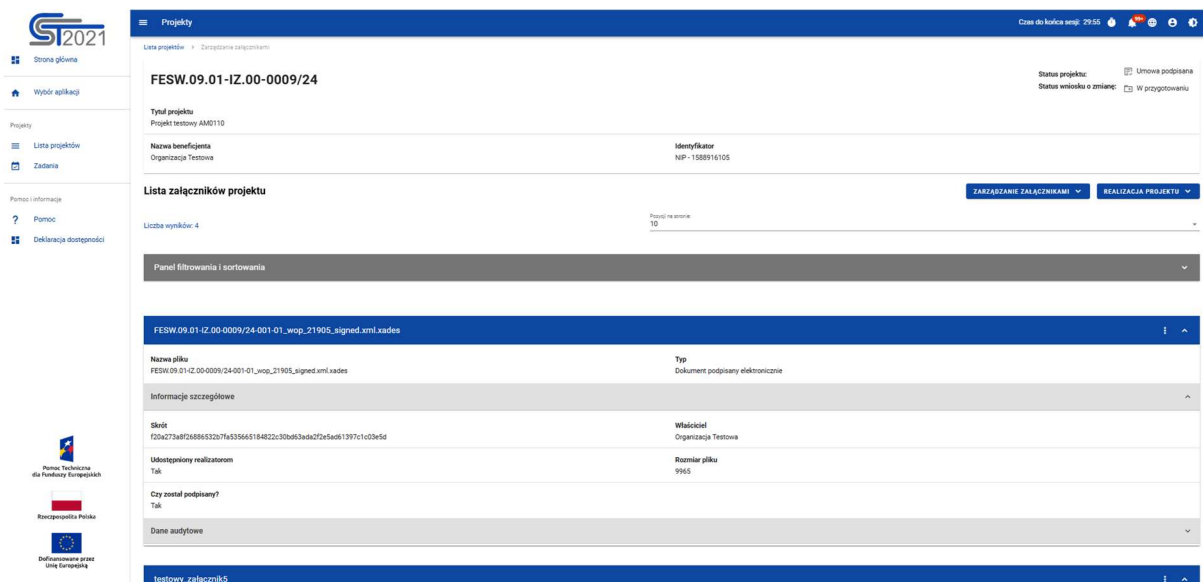 CST2021
Projekty
Czas do końca sesji: 29:55
99+
Strona główna
Wybór aplikacji
Projekty
Lista projektów
Zadania
Pomoc i informacje
Pomoc
Deklaracja dostępności
Pomoc Techniczna
dla Funduszy Europejskich
Rzeczpospolita Polska
Dofinansowane przez
Unię Europejską
Lista projektów > Zarządzanie załącznikami
FESW.09.01-IZ.00-0009/24
Status projektu: Umowa podpisana
Status wniosku o zmianę: W przygotowaniu
Tytuł projektu
Projekt testowy AM0110
Nazwa beneficjenta
Organizacja Testowa
Identyfikator
NIP - 1588916105
Lista załączników projektu
ZARZĄDZANIE ZAŁĄCZNIKAMI
REALIZACJA PROJEKTU
Liczba wyników: 4
Pozycji na stronie:
10
Panel filtrowania i sortowania
FESW.09.01-IZ.00-0009/24-001-01_wop_21905_signed.xml.xades
Nazwa pliku
FESW.09.01-IZ.00-0009/24-001-01_wop_21905_signed.xml.xades
Typ
Dokument podpisany elektronicznie
Informacje szczegółowe
Skrót
f20a273a8f26886532b7fa535665184822c30bd63ada2f2e5ad61397c1c03e5d
Właściciel
Organizacja Testowa
Udostępniony realizatorom
Tak
Rozmiar pliku
9965
Czy został podpisany?
Tak
Dane audytowe
testowy_załacznik5